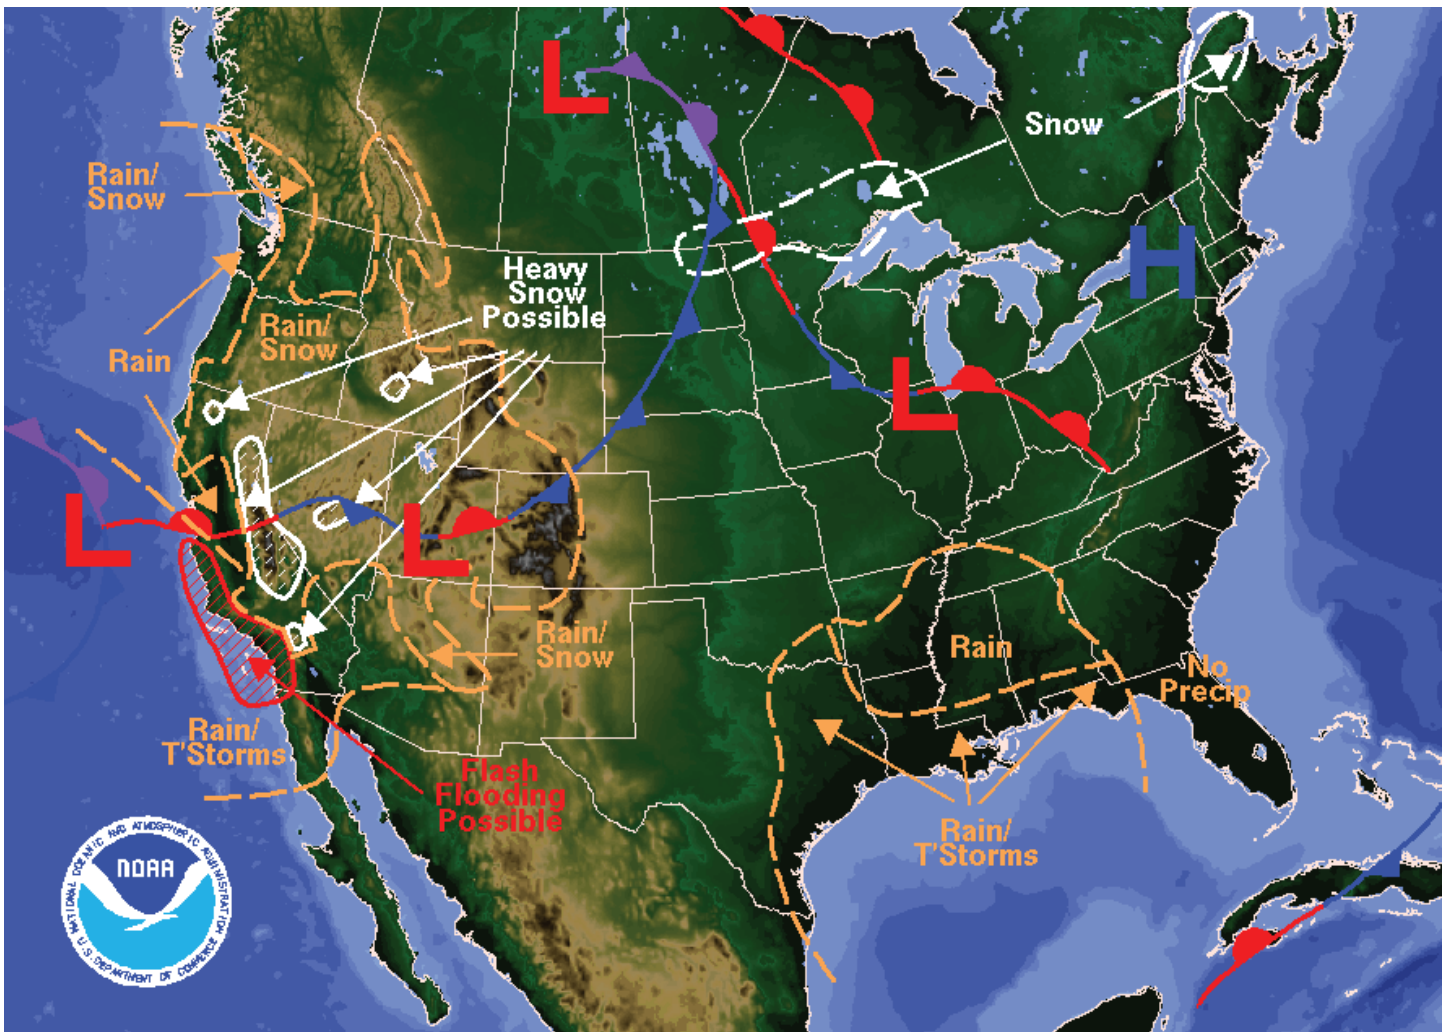 L
Snow
Rain/
Snow
H
Heavy
Snow
Possible
Rain/
Snow
Rain
L
L
L
Rain/
Snow
Rain
No
Precip
Rain/
T'Storms
Flash
Flooding
Possible
Rain/
T'Storms
NATIONAL OCEANIC AND ATMOSPHERIC ADMINISTRATION
NOAA
U.S. DEPARTMENT OF COMMERCE